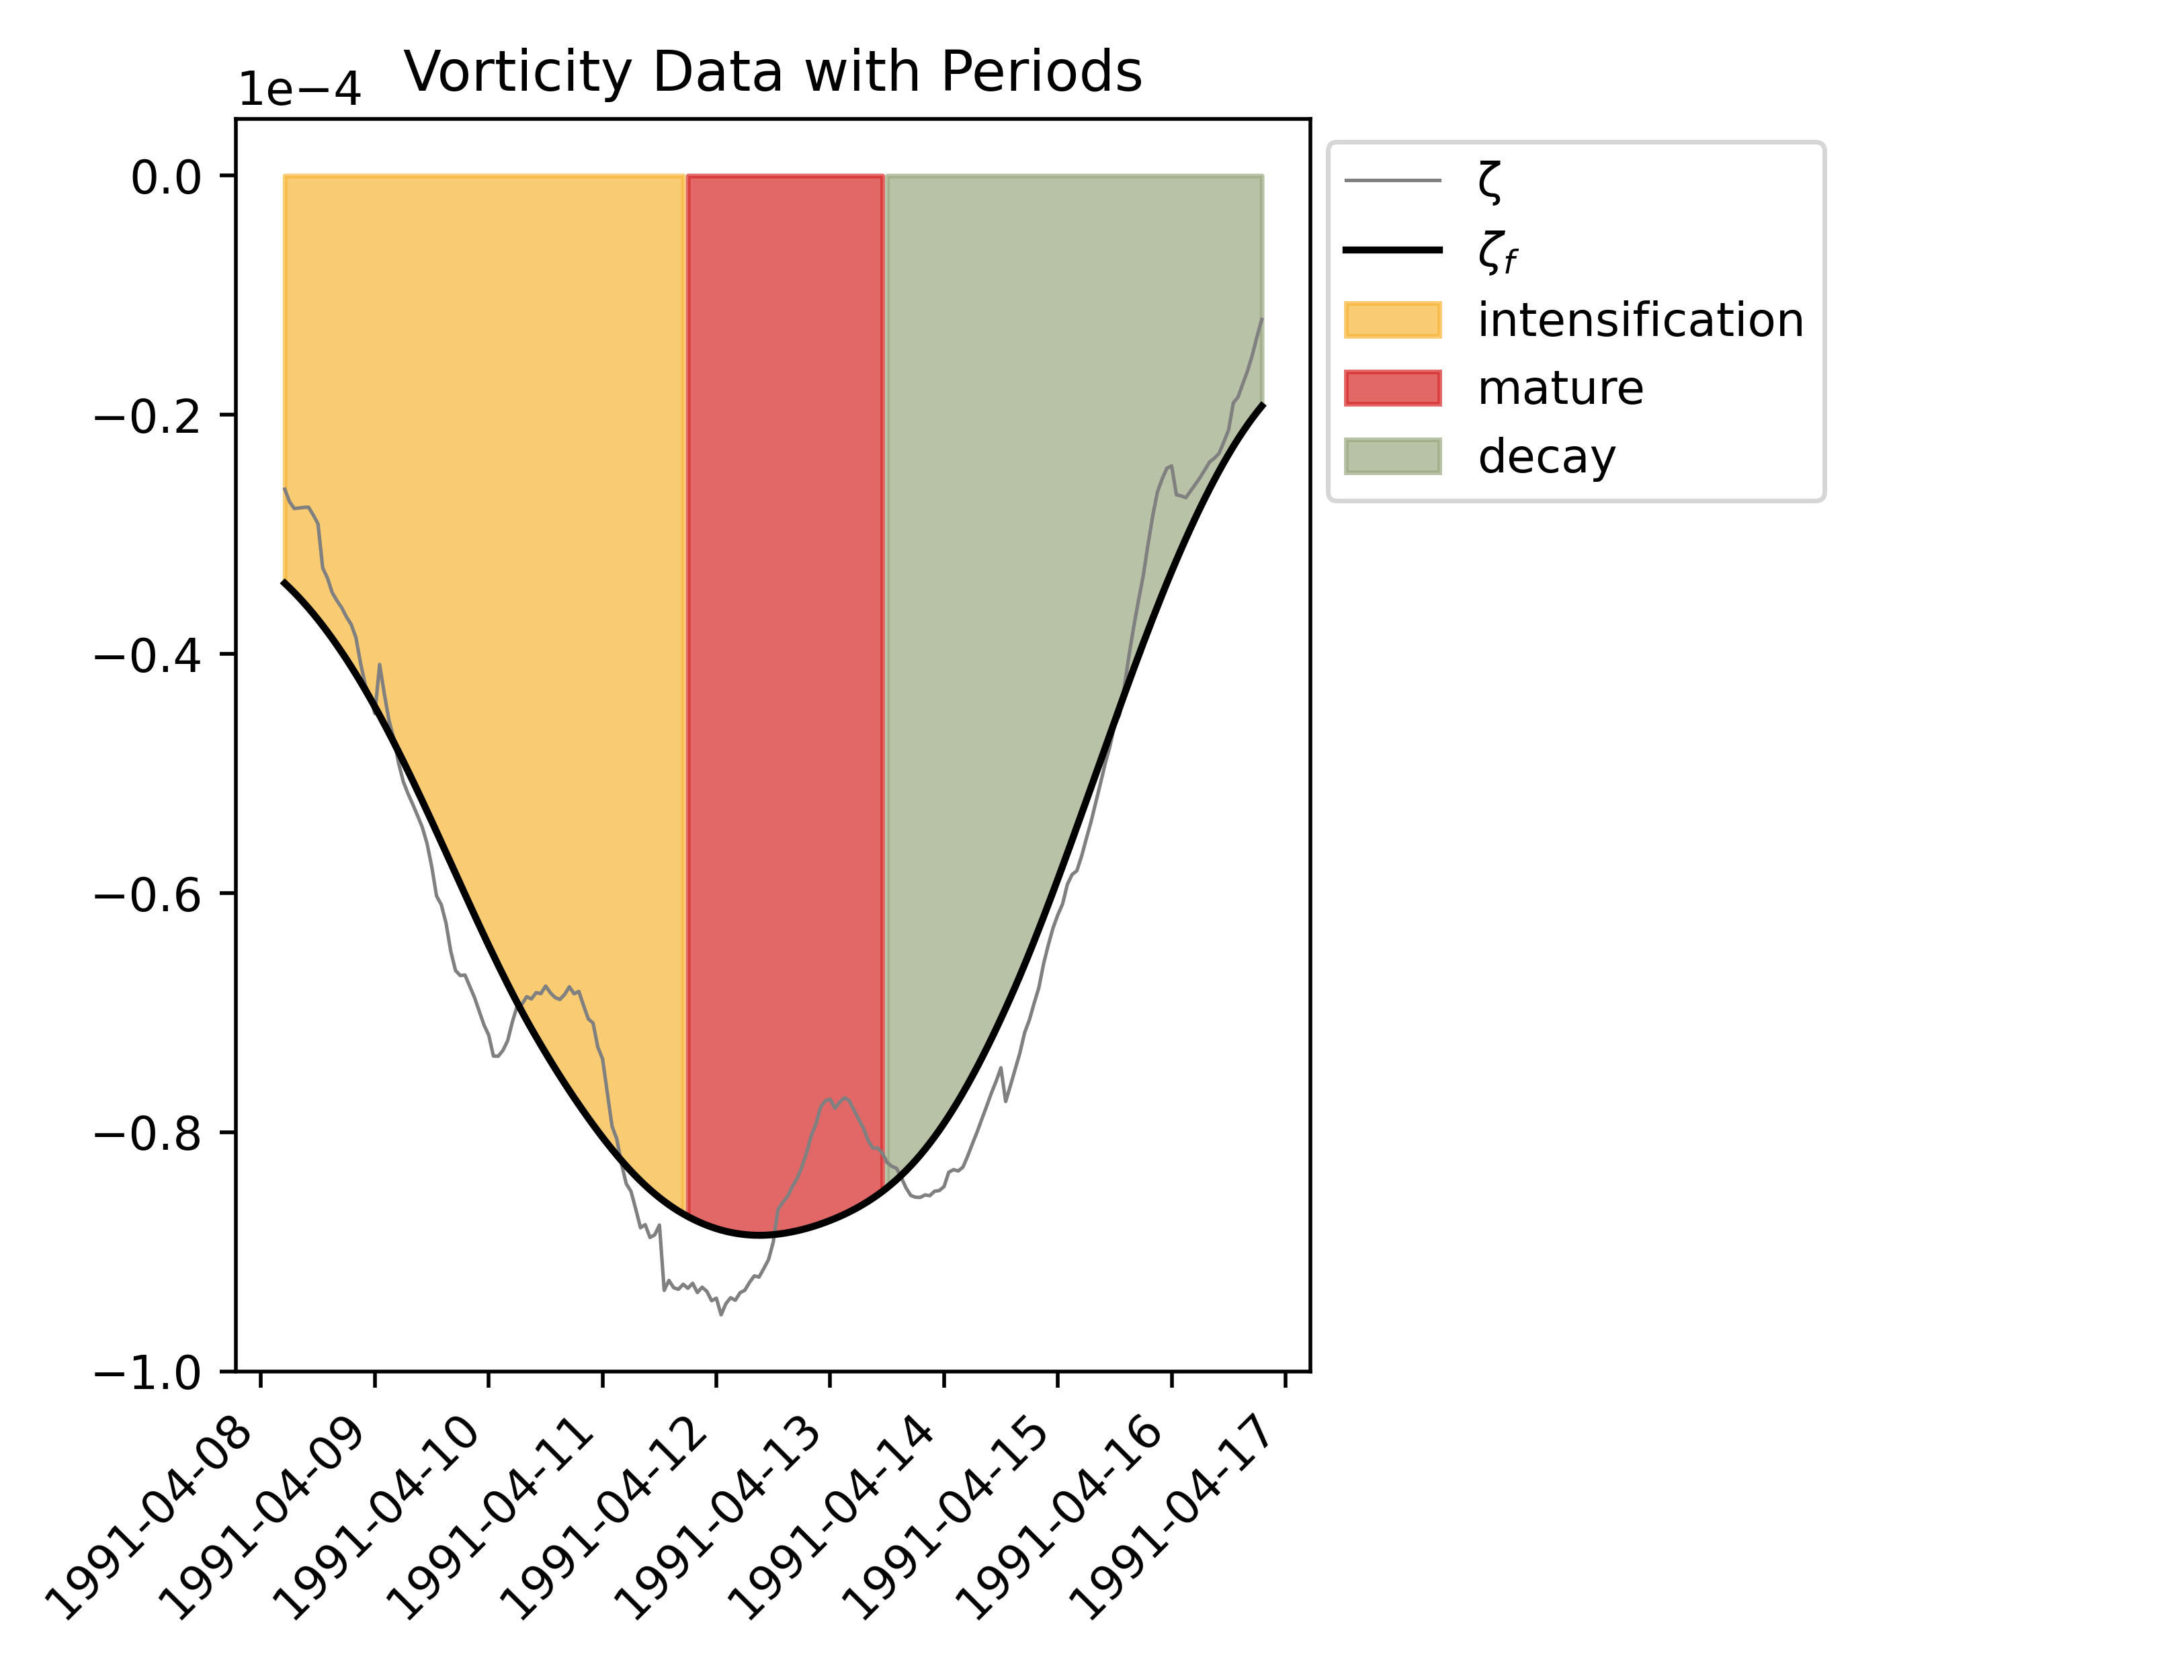 Vorticity Data with Periods
1e−4
0.0
−0.2
−0.4
−0.6
−0.8
−1.0
1991-04-08
1991-04-09
1991-04-10
1991-04-11
1991-04-12
1991-04-13
1991-04-14
1991-04-15
1991-04-16
1991-04-17
ζ
ζf
intensification
mature
decay